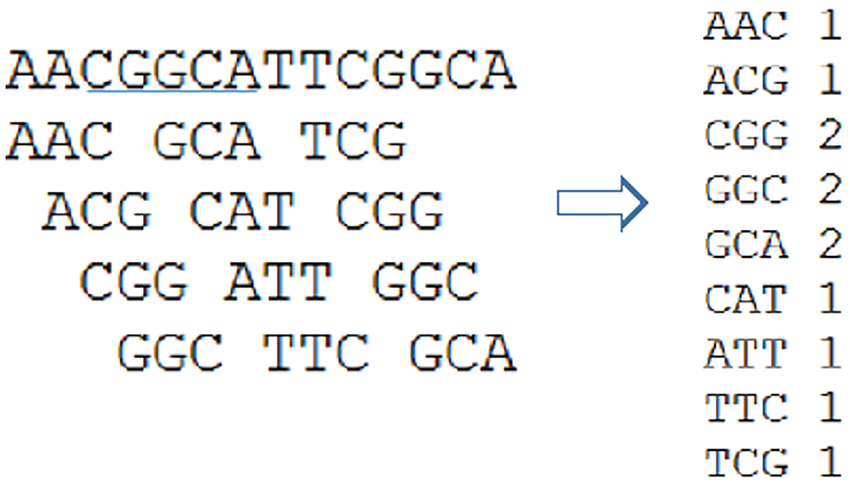 AACGGCATTCGGCA
AAC GCA TCG
ACG CAT CGG
CGG ATT GGC
GGC TTC GCA
AAC 1
ACG 1
CGG 2
GGC 2
GCA 2
CAT 1
ATT 1
TTC 1
TCG 1